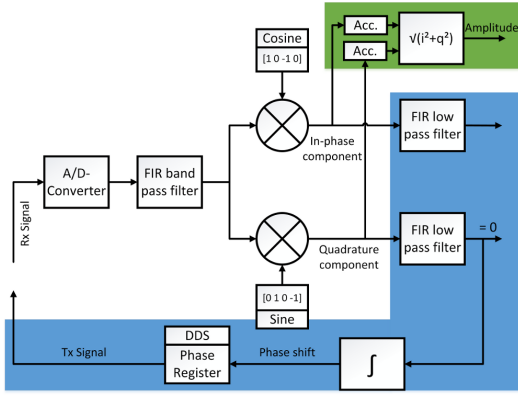 Cosine
[1 0 -1 0]
Acc.
Acc.
√(i²+q²)
Amplitude
In-phase
component
FIR low
pass filter
A/D-
Converter
FIR band
pass filter
Rx Signal
Quadrature
component
FIR low
pass filter
= 0
[0 1 0 -1]
Sine
Tx Signal
DDS
Phase
Register
Phase shift
∫